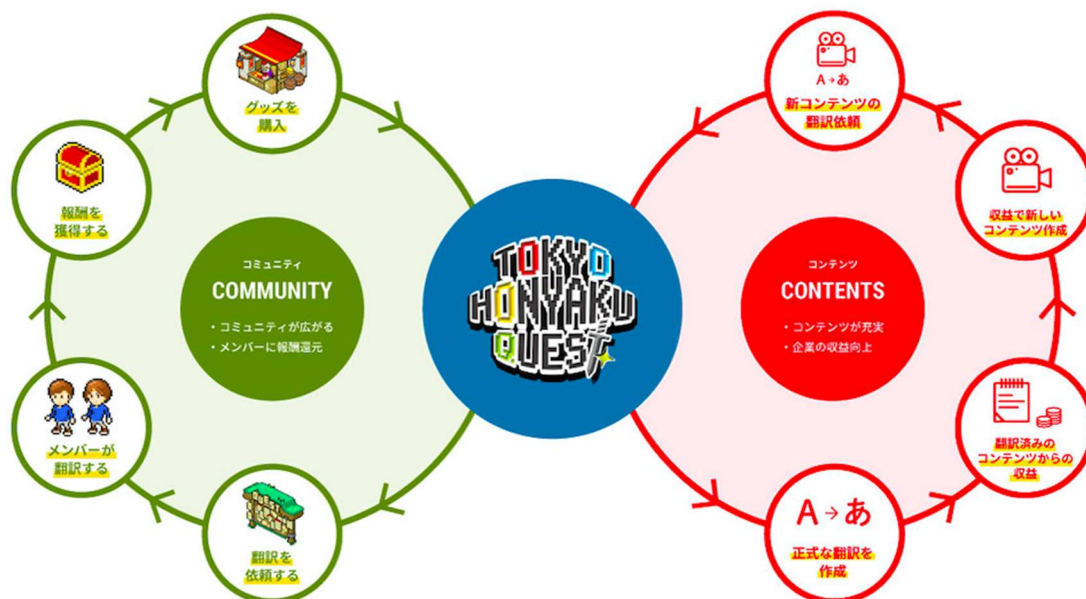 グッズを
購入
報酬を
獲得する
コミュニティ
COMMUNITY
・コミュニティが広がる
・メンバーに報酬還元
メンバーが
翻訳する
翻訳を
依頼する
TOKYO
HONYAKU
QUEST
A→あ
新コンテンツの
翻訳依頼
収益で新しい
コンテンツ作成
コンテンツ
CONTENTS
・コンテンツが充実
・企業の収益向上
翻訳済みの
コンテンツからの
収益
A→あ
正式な翻訳を
作成